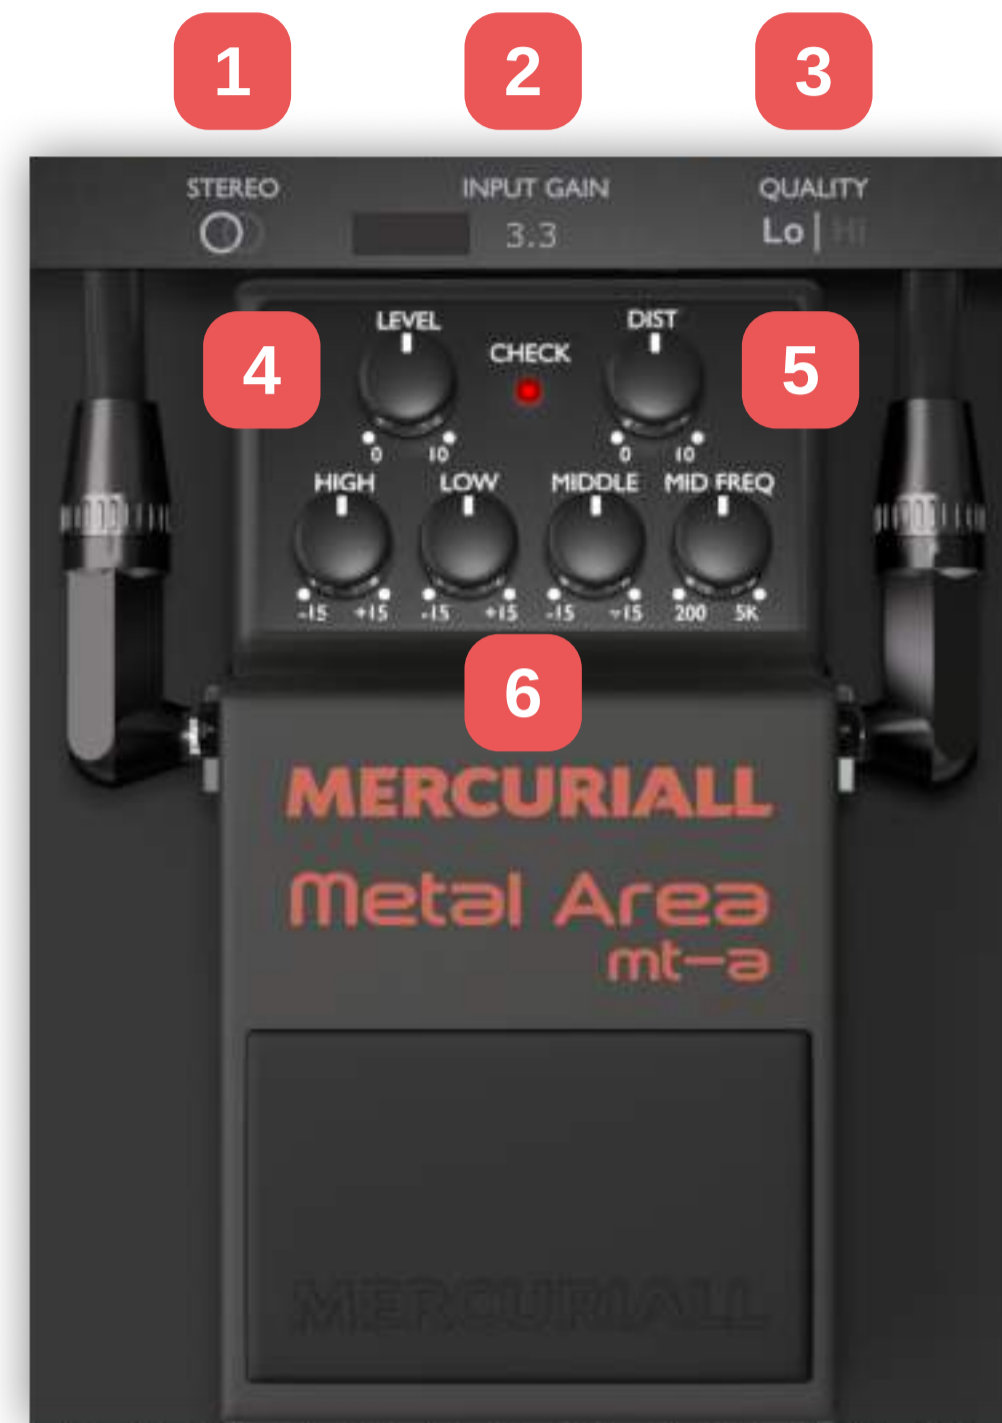 1 2 3
STEREO INPUT GAIN QUALITY
3.3 Lo | Hi
LEVEL DIST
4 CHECK 5
0 10 0 10
HIGH LOW MIDDLE MID FREQ
-15 +15 -15 +15 -15 +15 200 5K
6
MERCURIALL
Metal Area
mt-a
MERCURIALL